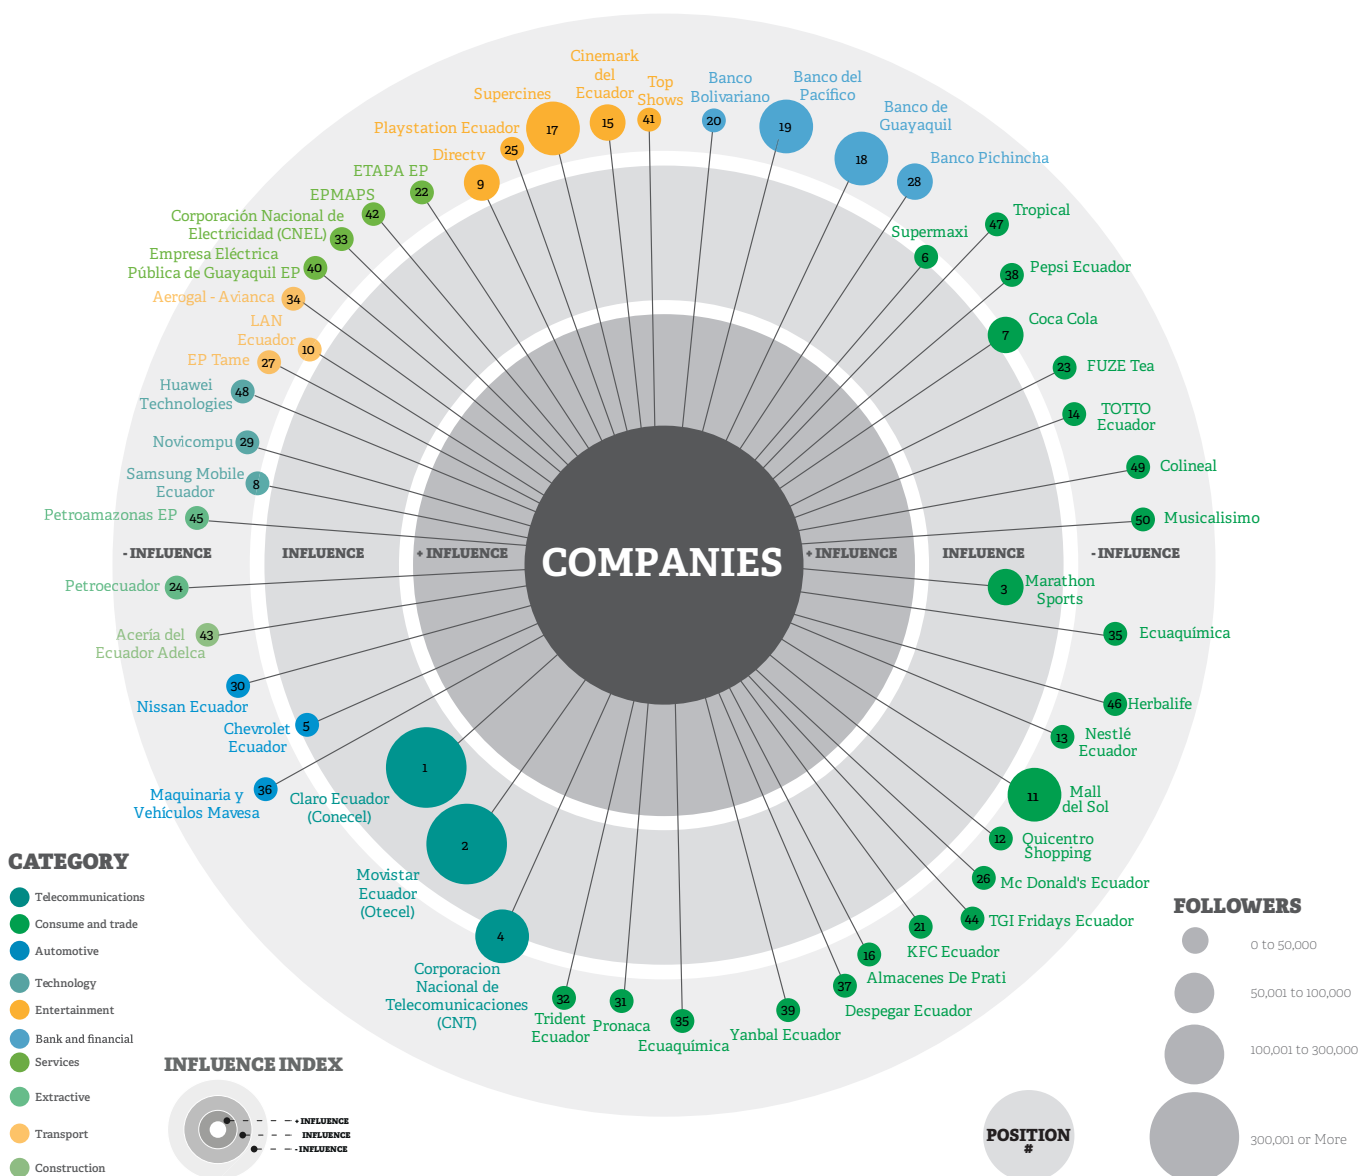 Cinemark
del
Ecuador
15
Top
Shows
41
Supercines
17
Playstation Ecuador
25
Directv
9
ETAPA EP
22
EPMAPS
42
Corporación Nacional de
Electricidad (CNEL)
33
Empresa Eléctrica
Pública de Guayaquil EP
40
Aerogal - Avianca
34
LAN
Ecuador
10
EP Tame
27
Huawei
Technologies
48
Novicompu
29
Samsung Mobile
Ecuador
8
Petroamazonas EP
45
Banco
Bolivariano
20
Banco del
Pacífico
19
Banco de
Guayaquil
18
Banco Pichincha
28
Tropical
47
Supermaxi
6
Pepsi Ecuador
38
Coca Cola
7
FUZE Tea
23
TOTTO
Ecuador
14
Colineal
49
Musicalisimo
50
- INFLUENCE
INFLUENCE
+ INFLUENCE
COMPANIES
+ INFLUENCE
INFLUENCE
- INFLUENCE
Petroecuador
24
Acería del
Ecuador Adelca
43
Nissan Ecuador
30
Chevrolet
Ecuador
5
Maquinaria y
Vehículos Mavesa
36
Claro Ecuador
(Conecel)
1
Movistar
Ecuador
(Otecel)
2
Corporacion
Nacional de
Telecomunicaciones
(CNT)
4
Trident
Ecuador
32
Pronaca
31
Ecuaquímica
35
Yanbal Ecuador
39
Despegar Ecuador
37
Almacenes De Prati
16
KFC Ecuador
21
TGI Fridays Ecuador
44
Mc Donald's Ecuador
26
Quicentro
Shopping
12
Mall
del Sol
11
Nestlé
Ecuador
13
Herbalife
46
Ecuaquímica
35
Marathon
Sports
3
CATEGORY
Telecommunications
Consume and trade
Automotive
Technology
Entertainment
Bank and financial
Services
Extractive
Transport
Construction
INFLUENCE INDEX
+ INFLUENCE
INFLUENCE
- INFLUENCE
POSITION
#
FOLLOWERS
0 to 50,000
50,001 to 100,000
100,001 to 300,000
300,001 or More